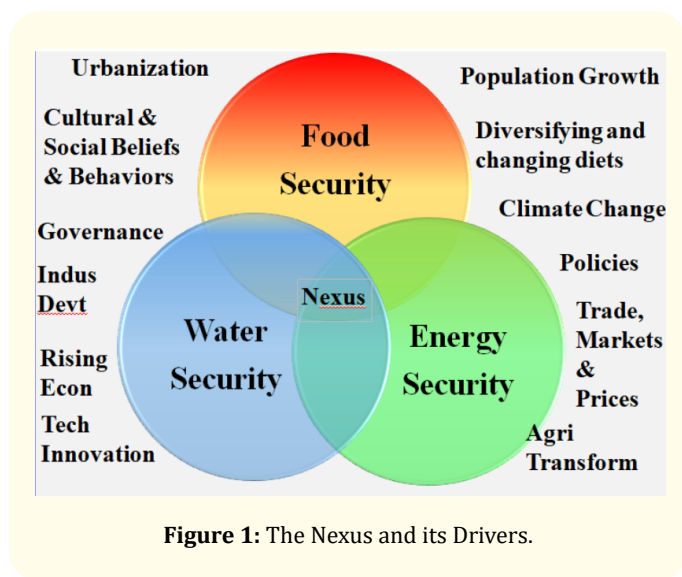 Urbanization
Cultural &
Social Beliefs
& Behaviors
Governance
Indus
Devt
Rising
Econ
Tech
Innovation
Food
Security
Nexus
Water
Security
Energy
Security
Population Growth
Diversifying and
changing diets
Climate Change
Policies
Trade,
Markets
&
Prices
Agri
Transform
Figure 1: The Nexus and its Drivers.